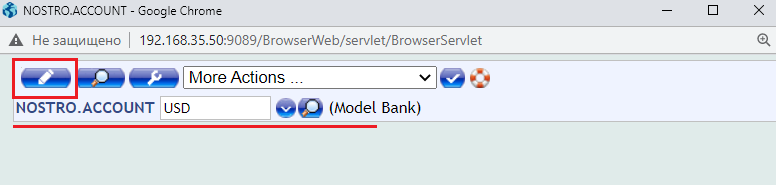 NOSTRO.ACCOUNT - Google Chrome
Не защищено 192.168.35.50:9089/BrowserWeb/servlet/BrowserServlet
More Actions ...
NOSTRO.ACCOUNT USD (Model Bank)